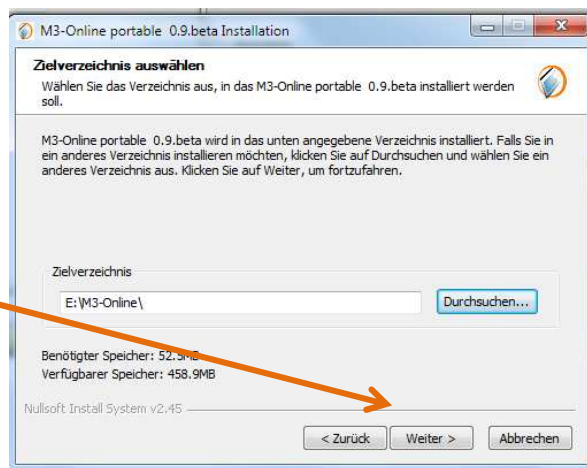 M3-Online portable 0.9.beta Installation
Zielverzeichnis auswählen
Wählen Sie das Verzeichnis aus, in das M3-Online portable 0.9.beta installiert werden
soll.
M3-Online portable 0.9.beta wird in das unten angegebene Verzeichnis installiert. Falls Sie in
ein anderes Verzeichnis installieren möchten, klicken Sie auf Durchsuchen und wählen Sie ein
anderes Verzeichnis aus. Klicken Sie auf Weiter, um fortzufahren.
Zielverzeichnis
E:\M3-Online\
Durchsuchen...
Benötigter Speicher: 52.5MB
Verfügbarer Speicher: 458.9MB
Nullsoft Install System v2.45
< Zurück Weiter > Abbrechen